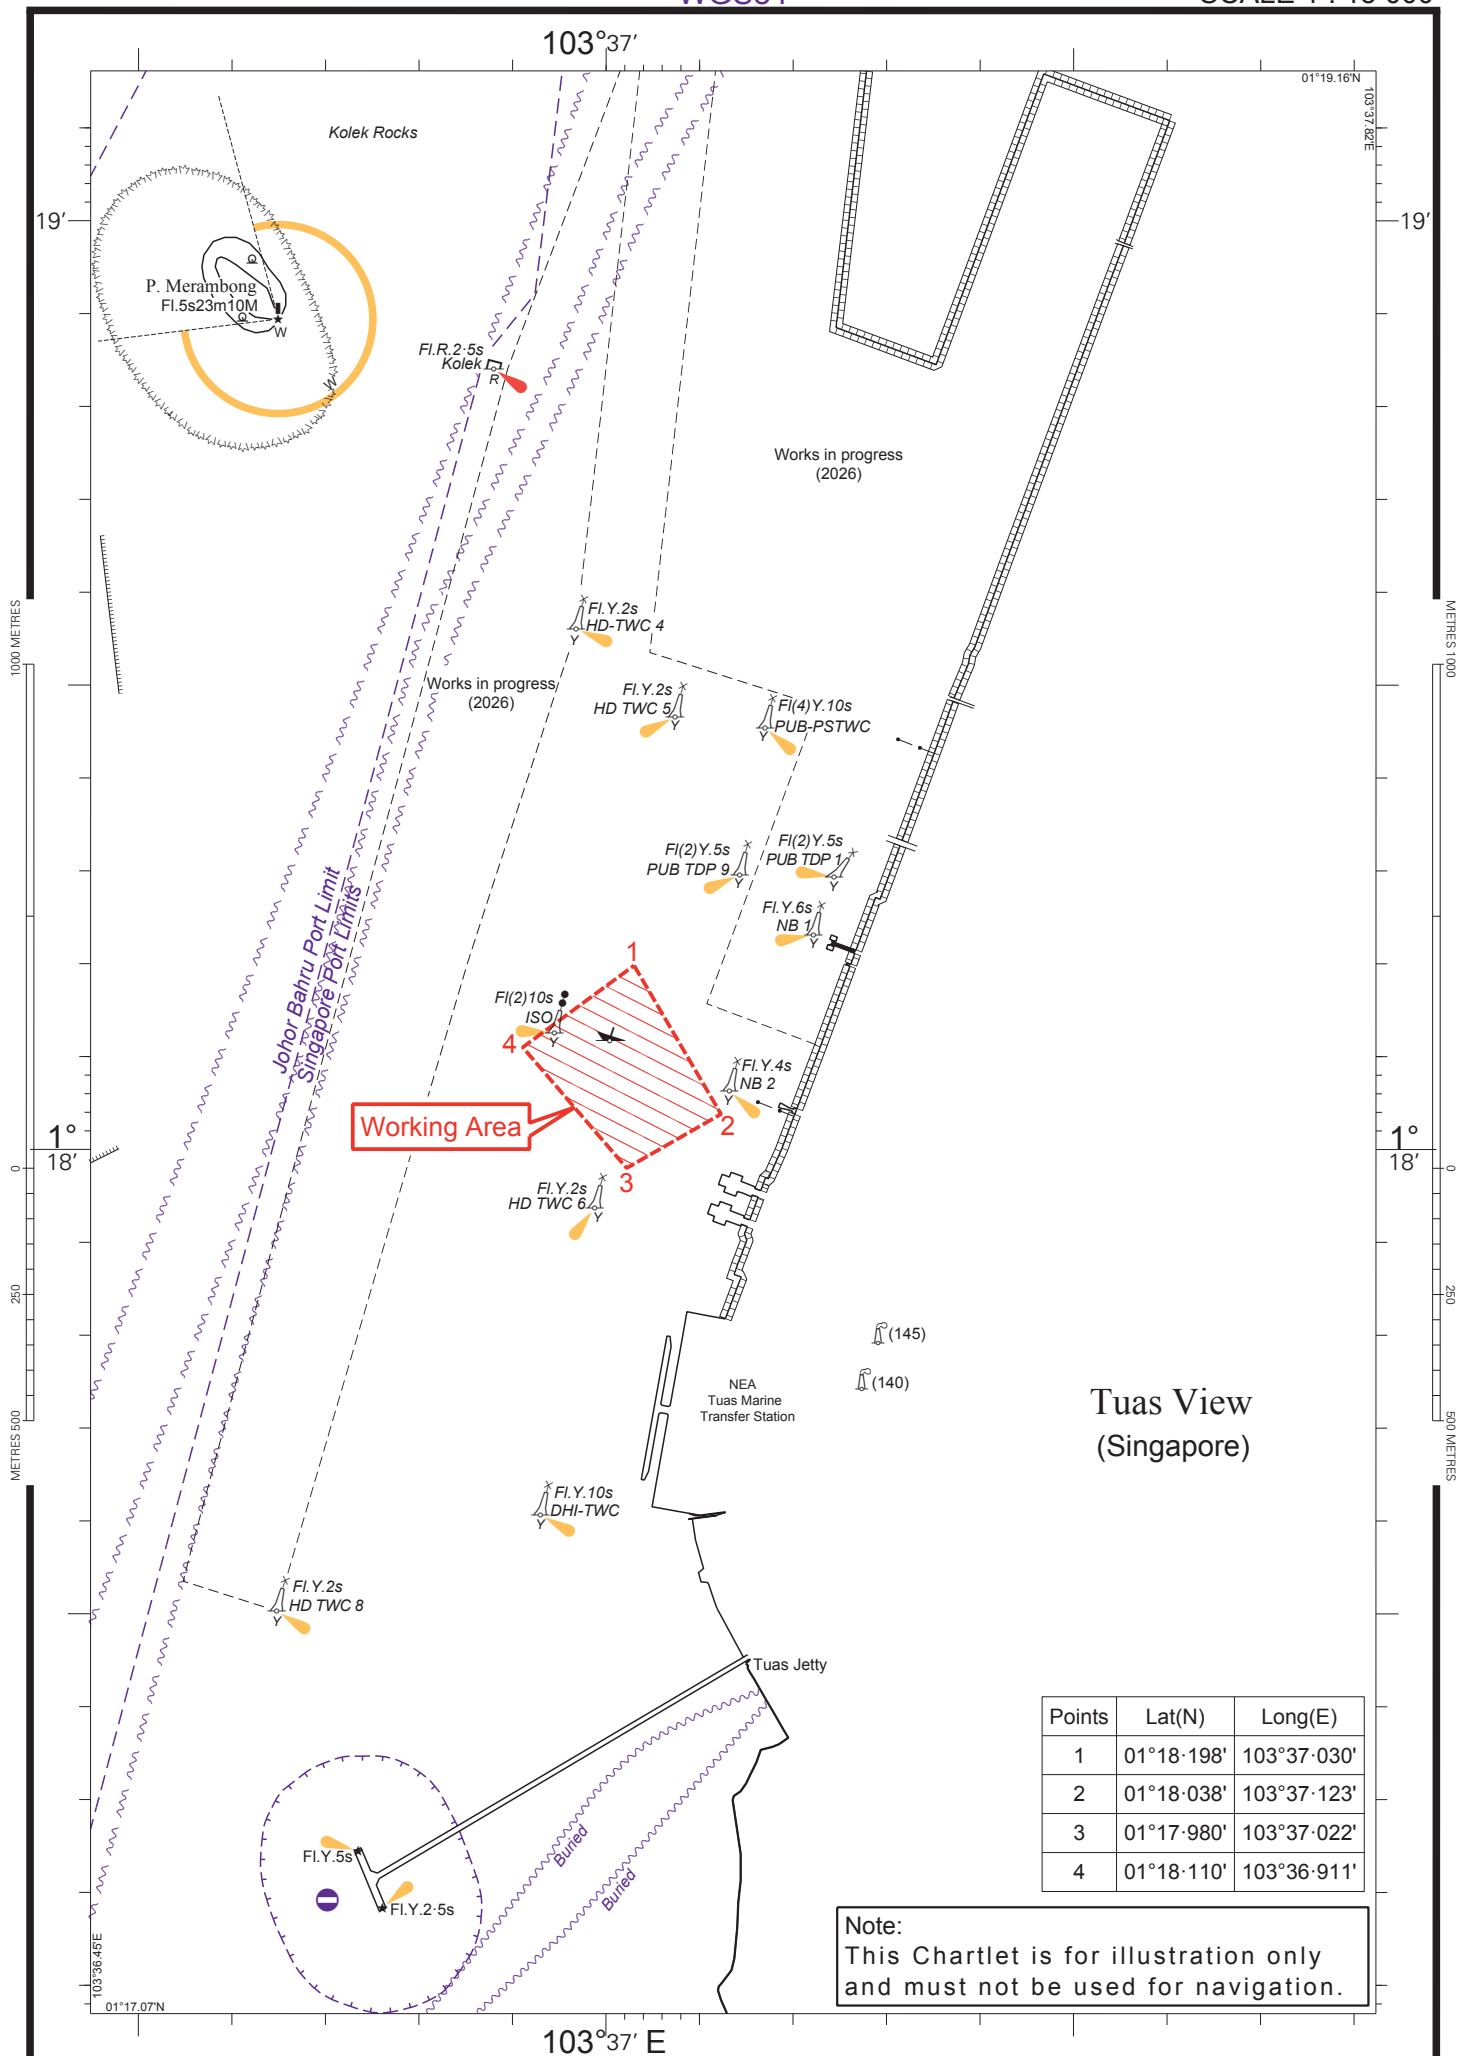 103°37'
01°19.16'N
103°37.82'E
Kolek Rocks
19'
19'
P. Merambong
Fl.5s23m10M
W
Fl.R.2·5s
Kolek
R
Works in progress
(2026)
1000 METRES
METRES 1000
Fl.Y.2s
HD-TWC 4
Y
Works in progress
(2026)
Fl.Y.2s
HD TWC 5
Y
Fl(4)Y.10s
PUB-PSTWC
Y
Fl(2)Y.5s
PUB TDP 9
Y
Fl(2)Y.5s
PUB TDP 1
Y
Fl.Y.6s
NB 1
Y
Johor Bahru Port Limit
Singapore Port Limits
1
Fl(2)10s
ISO
Y
4
Fl.Y.4s
NB 2
Y
Working Area
2
1°
18'
1°
18'
0
0
3
Fl.Y.2s
HD TWC 6
Y
250
250
(145)
(140)
NEA
Tuas Marine
Transfer Station
Tuas View
(Singapore)
METRES 500
500 METRES
Fl.Y.10s
DHI-TWC
Y
Fl.Y.2s
HD TWC 8
Y
Tuas Jetty
Points Lat(N) Long(E)
1 01°18·198' 103°37·030'
2 01°18·038' 103°37·123'
3 01°17·980' 103°37·022'
4 01°18·110' 103°36·911'
Buried
Buried
Fl.Y.5s
Fl.Y.2·5s
Note:
This Chartlet is for illustration only
and must not be used for navigation.
103°36.45'E
01°17.07'N
103°37' E